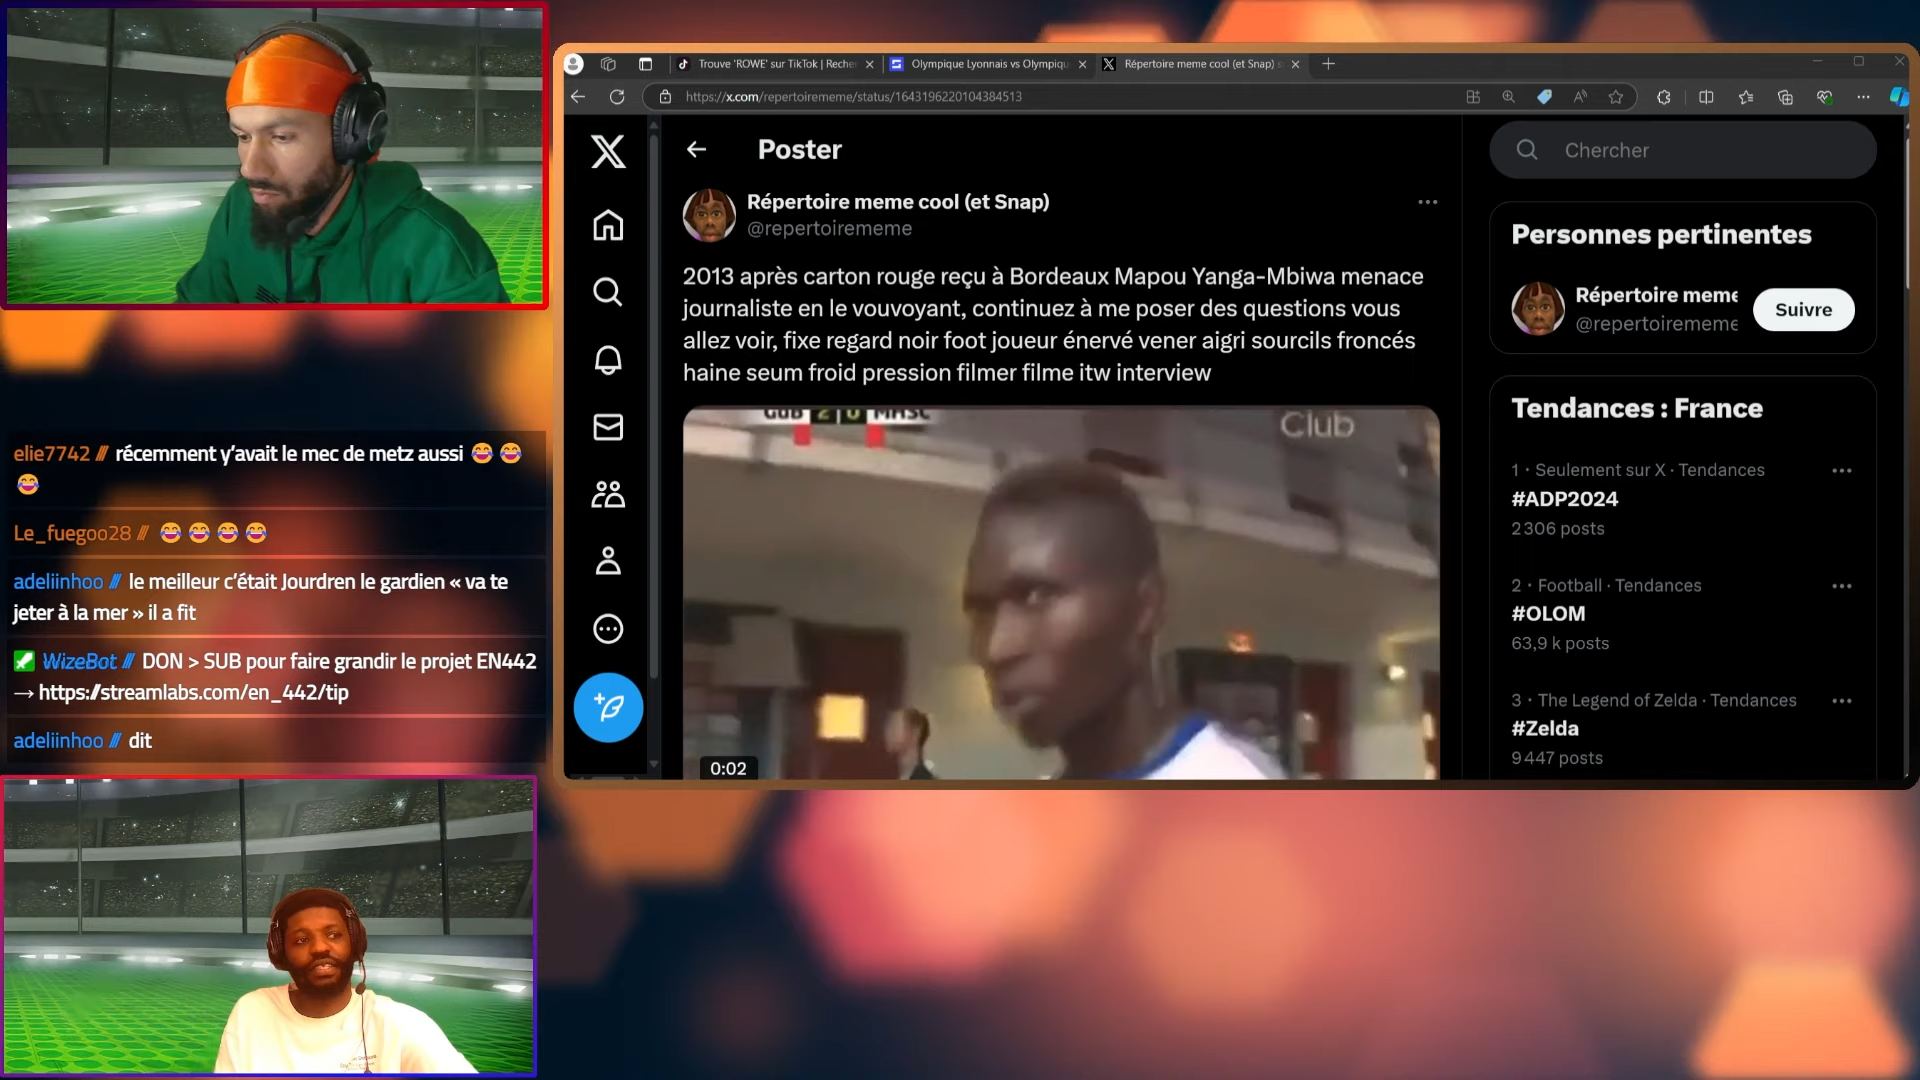 Trouve 'ROWE' sur TikTok | Reche
Olympique Lyonnais vs Olympiqu
Répertoire meme cool (et Snap)
https://x.com/repertoirememe/status/1643196220104384513
Poster
Répertoire meme cool (et Snap)
@repertoirememe
2013 après carton rouge reçu à Bordeaux Mapou Yanga-Mbiwa menace
journaliste en le vouvoyant, continuez à me poser des questions vous
allez voir, fixe regard noir foot joueur énervé vener aigri sourcils froncés
haine seum froid pression filmer filme itw interview
GDB 2 | 0 MHSC
Club
0:02
Chercher
Personnes pertinentes
Répertoire meme
@repertoirememe
Suivre
Tendances : France
1 · Seulement sur X · Tendances
#ADP2024
2 306 posts
2 · Football · Tendances
#OLOM
63,9 k posts
3 · The Legend of Zelda · Tendances
#Zelda
9 447 posts
elie7742 // récemment y'avait le mec de metz aussi 😂 😂
😂
Le_fuegoo28 // 😂 😂 😂 😂
adeliinhoo // le meilleur c'était Jourdren le gardien « va te
jeter à la mer » il a fit
WizeBot // DON > SUB pour faire grandir le projet EN442
→ https://streamlabs.com/en_442/tip
adeliinhoo // dit